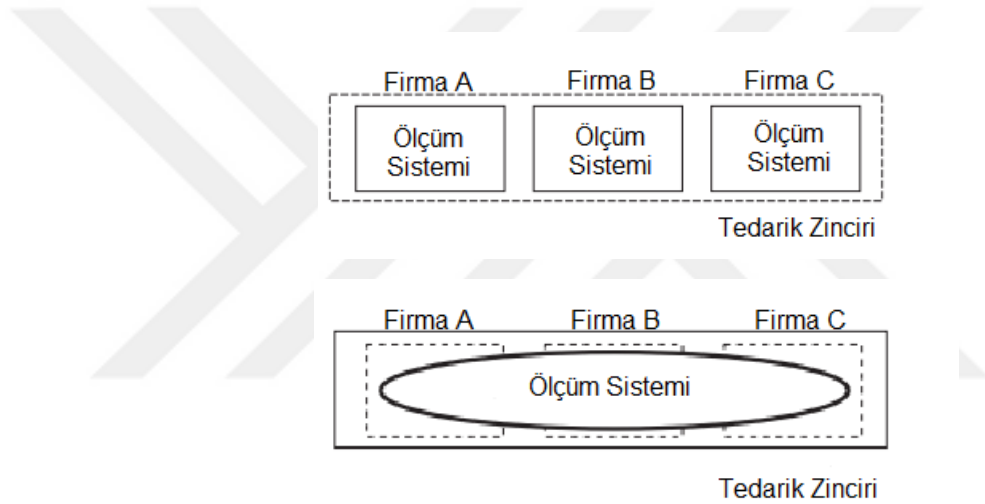 Firma A Firma B Firma C
Ölçüm Ölçüm Ölçüm
Sistemi Sistemi Sistemi
Tedarik Zinciri
Firma A Firma B Firma C
Ölçüm Sistemi
Tedarik Zinciri